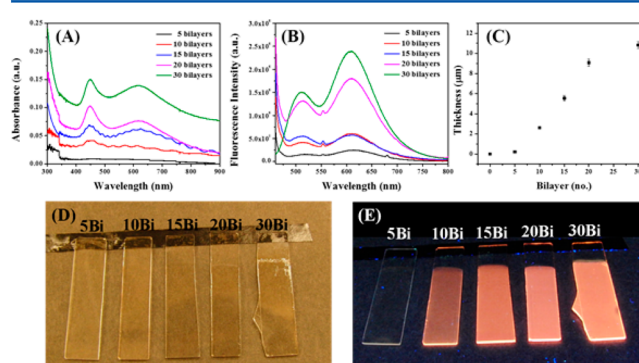 (A)
5 bilayers
10 bilayers
15 bilayers
20 bilayers
30 bilayers
Absorbance (a.u.)
0.25
0.20
0.15
0.10
0.05
0.00
300 400 500 600 700 800 900
Wavelength (nm)
(B)
5 bilayers
10 bilayers
15 bilayers
20 bilayers
30 bilayers
Fluorescence Intensity (a.u.)
0.0
500 600 700 800
Wavelength (nm)
(C)
Thickness (μm)
12
10
8
6
4
2
0
0 5 10 15 20
Bilayer (no.)
(D)
5Bi 10Bi 15Bi 20Bi 30Bi
(E)
5Bi 10Bi 15Bi 20Bi 30Bi